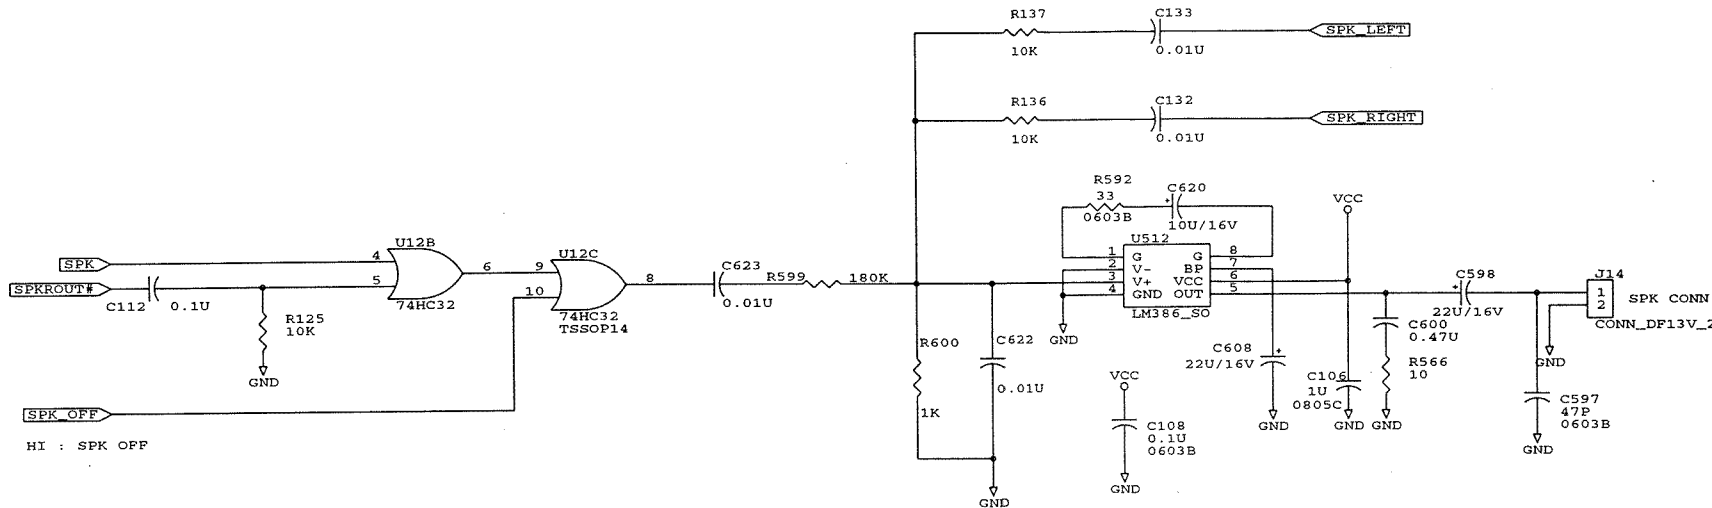 R137
10K
C133
0.01U
SPK_LEFT
R136
10K
C132
0.01U
SPK_RIGHT
R592
33
0603B
C620
+
10U/16V
VCC
U512
1
2
3
4
G
V-
V+
GND
G
BP
VCC
OUT
8
7
6
5
LM386_SO
GND
SPK
SPKROUT#
C112
0.1U
R125
10K
GND
U12B
4
5
6
74HC32
U12C
9
10
8
74HC32
TSSOP14
SPK_OFF
HI : SPK OFF
C623
0.01U
R599
180K
R600
1K
C622
0.01U
GND
VCC
C108
0.1U
0603B
GND
C608
+
22U/16V
GND
C106
1U
0805C
GND
C600
0.47U
R566
10
GND
C598
+
22U/16V
J14
1
2
SPK CONN
CONN_DF13V_2
GND
C597
47P
0603B
GND